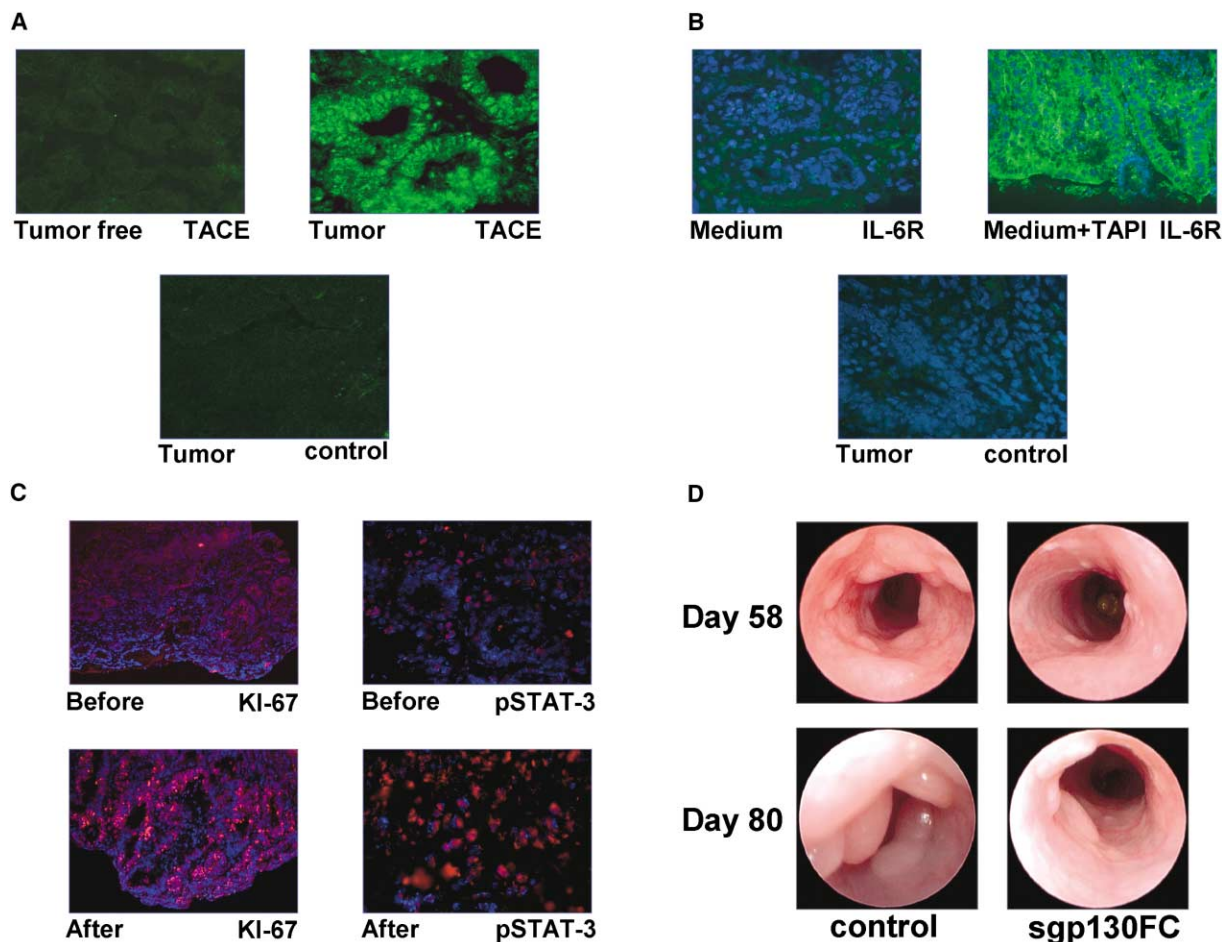 A
Tumor free TACE
Tumor TACE
Tumor control
B
Medium IL-6R
Medium+TAPI IL-6R
Tumor control
C
Before KI-67
Before pSTAT-3
After KI-67
After pSTAT-3
D
Day 58
Day 80
control sgp130FC